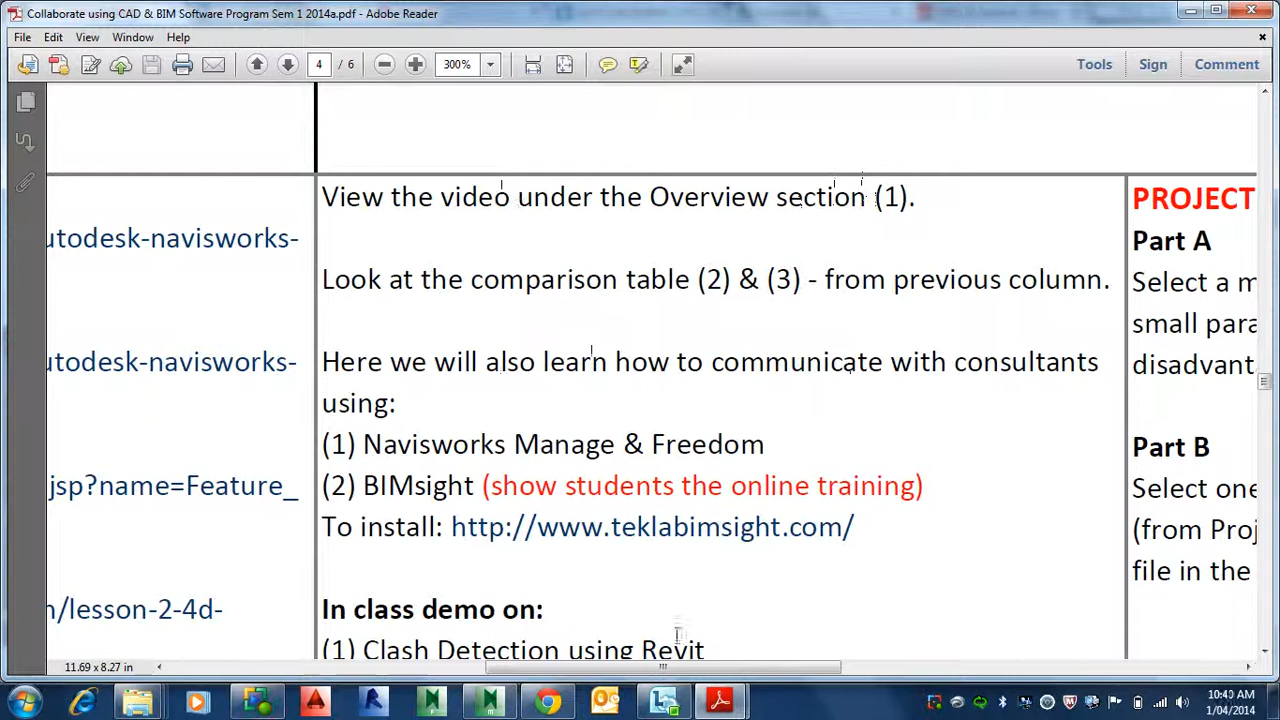 Collaborate using CAD & BIM Software Program Sem 1 2014a.pdf - Adobe Reader
File Edit View Window Help
4 / 6 300% Tools Sign Comment
View the video under the Overview section (1). PROJECT
utodesk-navisworks- Part A
Look at the comparison table (2) & (3) - from previous column. Select a m
small para
utodesk-navisworks- Here we will also learn how to communicate with consultants disadvant
using:
(1) Navisworks Manage & Freedom Part B
jsp?name=Feature_ (2) BIMsight (show students the online training) Select one
To install: http://www.teklabimsight.com/ (from Proj
file in the
n/lesson-2-4d- In class demo on:
(1) Clash Detection using Revit
11.69 x 8.27 in
10:40 AM
1/04/2014